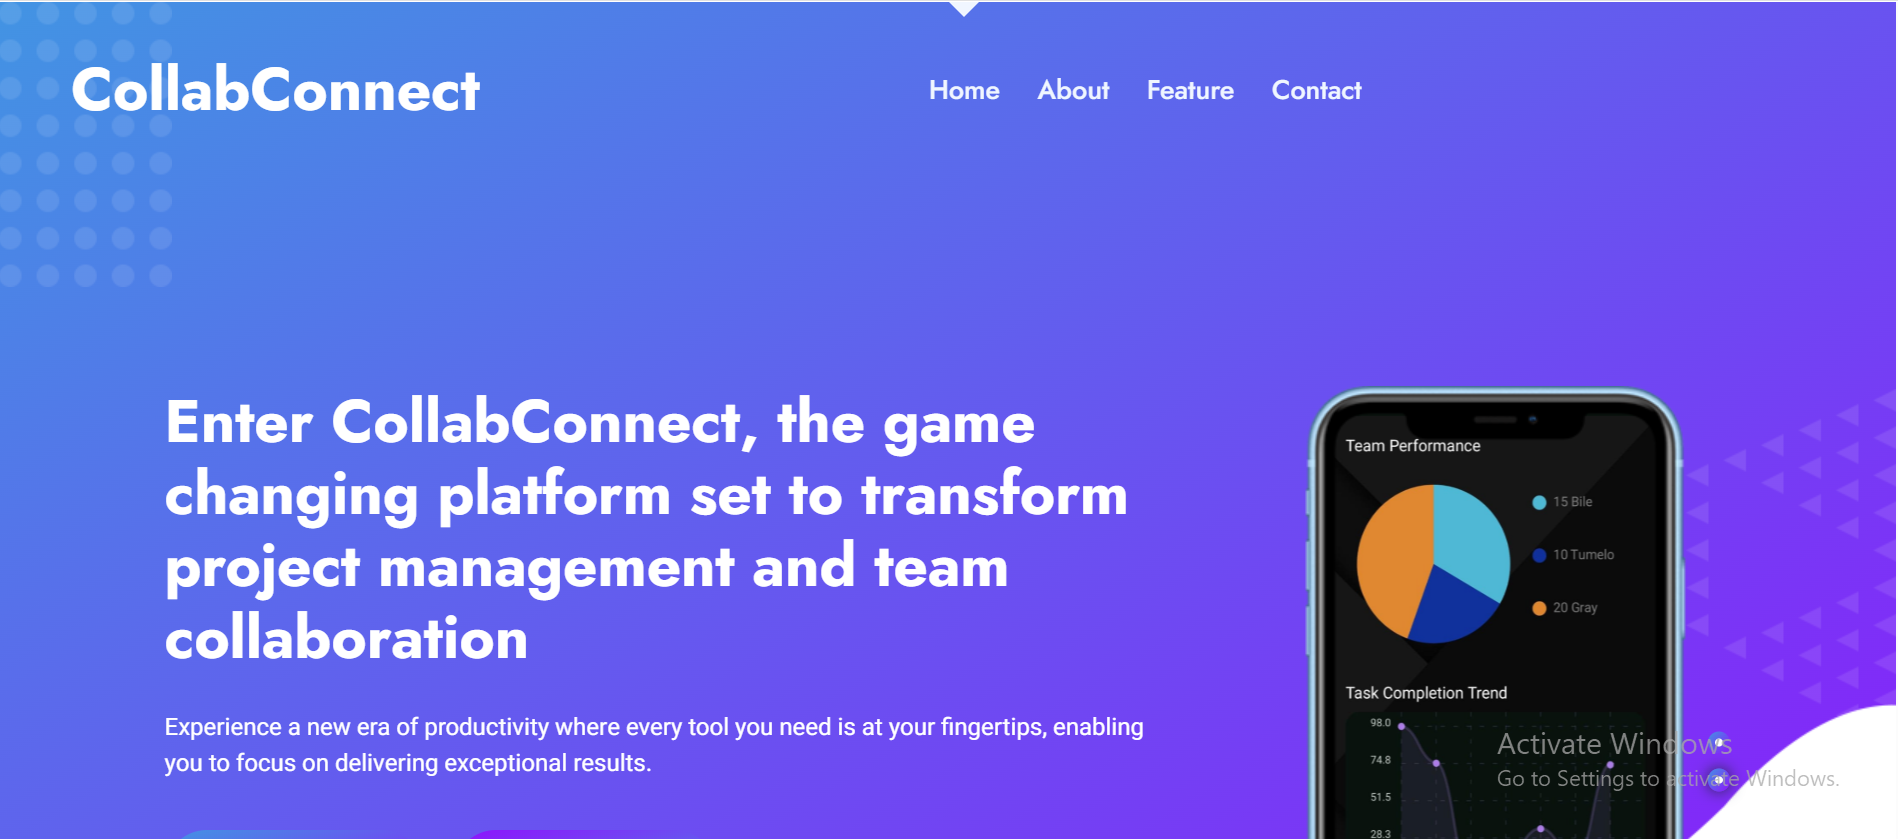 CollabConnect
Home About Feature Contact
Enter CollabConnect, the game
changing platform set to transform
project management and team
collaboration
Experience a new era of productivity where every tool you need is at your fingertips, enabling
you to focus on delivering exceptional results.
Team Performance
15 Bile
10 Tumelo
20 Gray
Task Completion Trend
98.0
74.8
51.5
28.3
Activate Windows
Go to Settings to activate Windows.